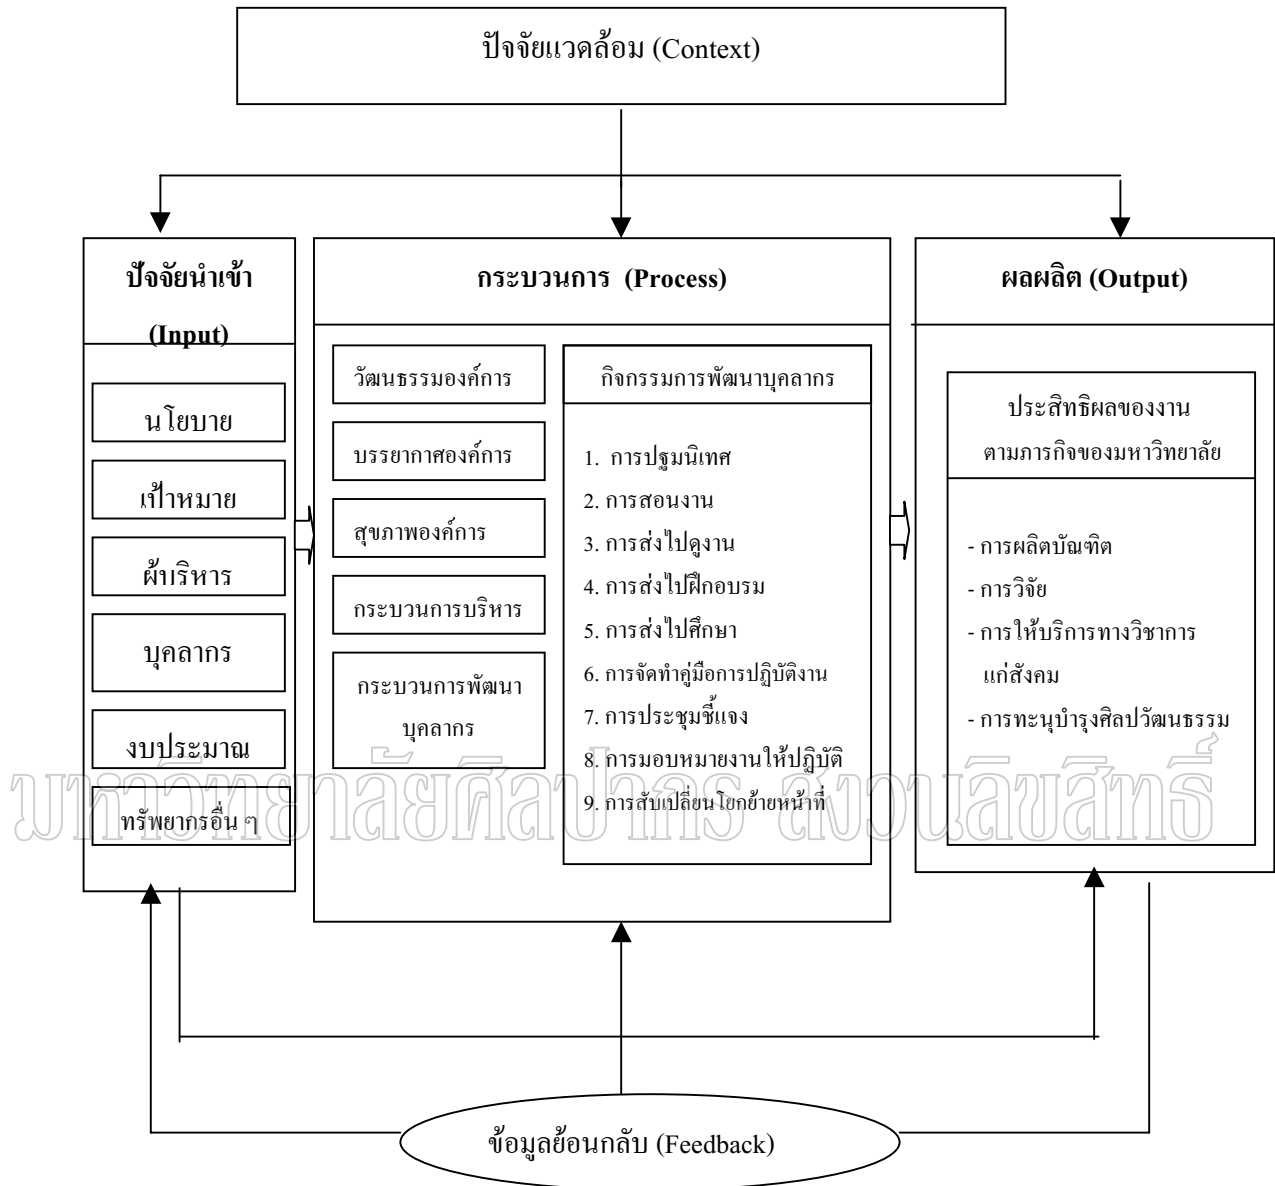 ปัจจัยแวดล้อม (Context)
ปัจจัยนำเข้า
(Input)
นโยบาย
เป้าหมาย
ผู้บริหาร
บุคลากร
งบประมาณ
ทรัพยากรอื่น ๆ
กระบวนการ (Process)
วัฒนธรรมองค์การ
บรรยากาศองค์การ
สุขภาพองค์การ
กระบวนการบริหาร
กระบวนการพัฒนา
บุคลากร
กิจกรรมการพัฒนาบุคลากร
1. การปฐมนิเทศ
2. การสอนงาน
3. การส่งไปดูงาน
4. การส่งไปฝึกอบรม
5. การส่งไปศึกษา
6. การจัดทำคู่มือการปฏิบัติงาน
7. การประชุมชี้แจง
8. การมอบหมายงานให้ปฏิบัติ
9. การสับเปลี่ยนโยกย้ายหน้าที่
ผลผลิต (Output)
ประสิทธิผลของงาน
ตามภารกิจของมหาวิทยาลัย
- การผลิตบัณฑิต
- การวิจัย
- การให้บริการทางวิชาการ
แก่สังคม
- การทะนุบำรุงศิลปวัฒนธรรม
มหาวิทยาลัยศิลปากร สงวนลิขสิทธิ์
ข้อมูลย้อนกลับ (Feedback)